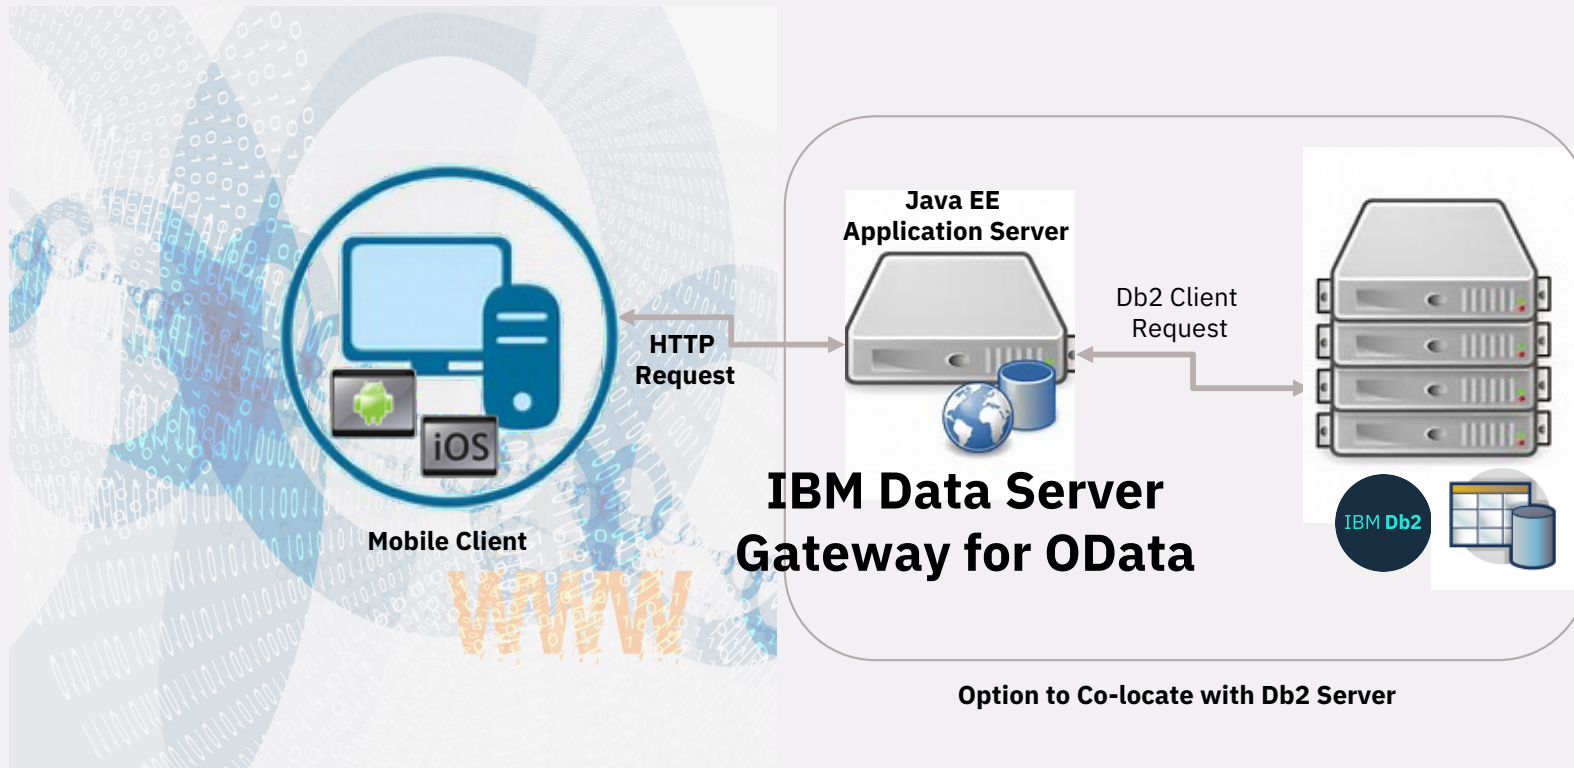 Java EE
Application Server
Db2 Client
Request
HTTP
Request
iOS
IBM Data Server
Gateway for OData
IBM Db2
Mobile Client
www
Option to Co-locate with Db2 Server